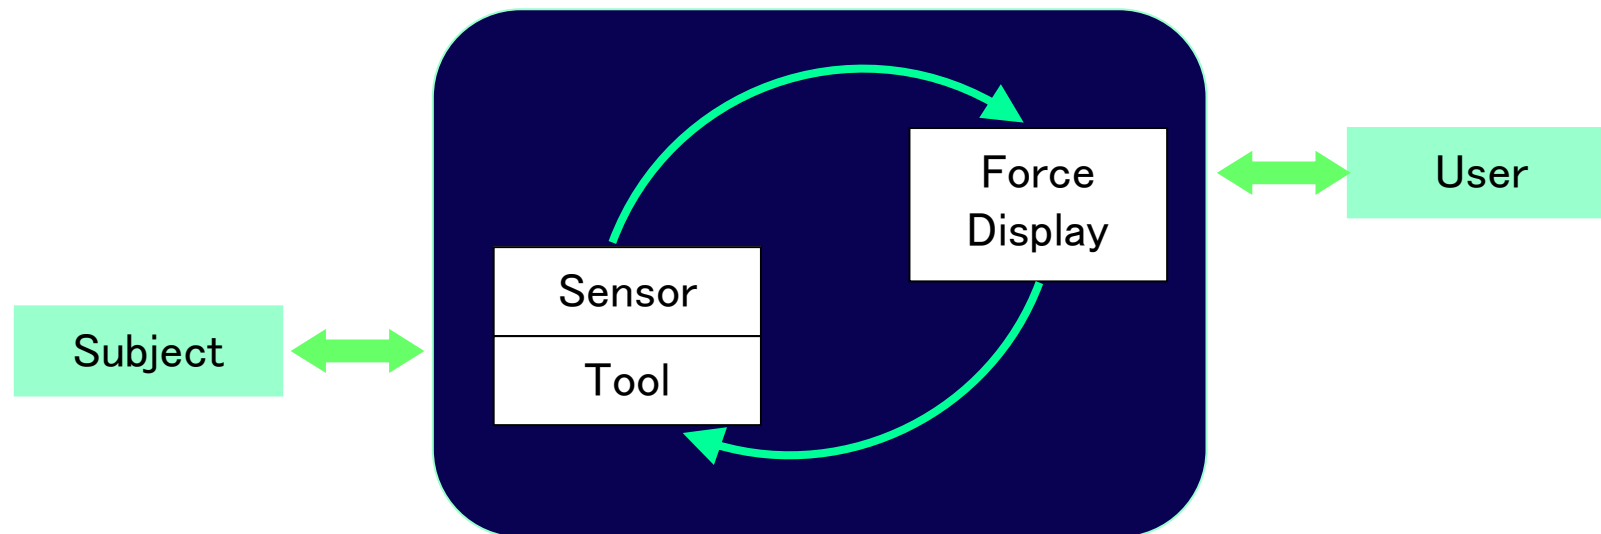 Force
Display
User
Sensor
Subject
Tool